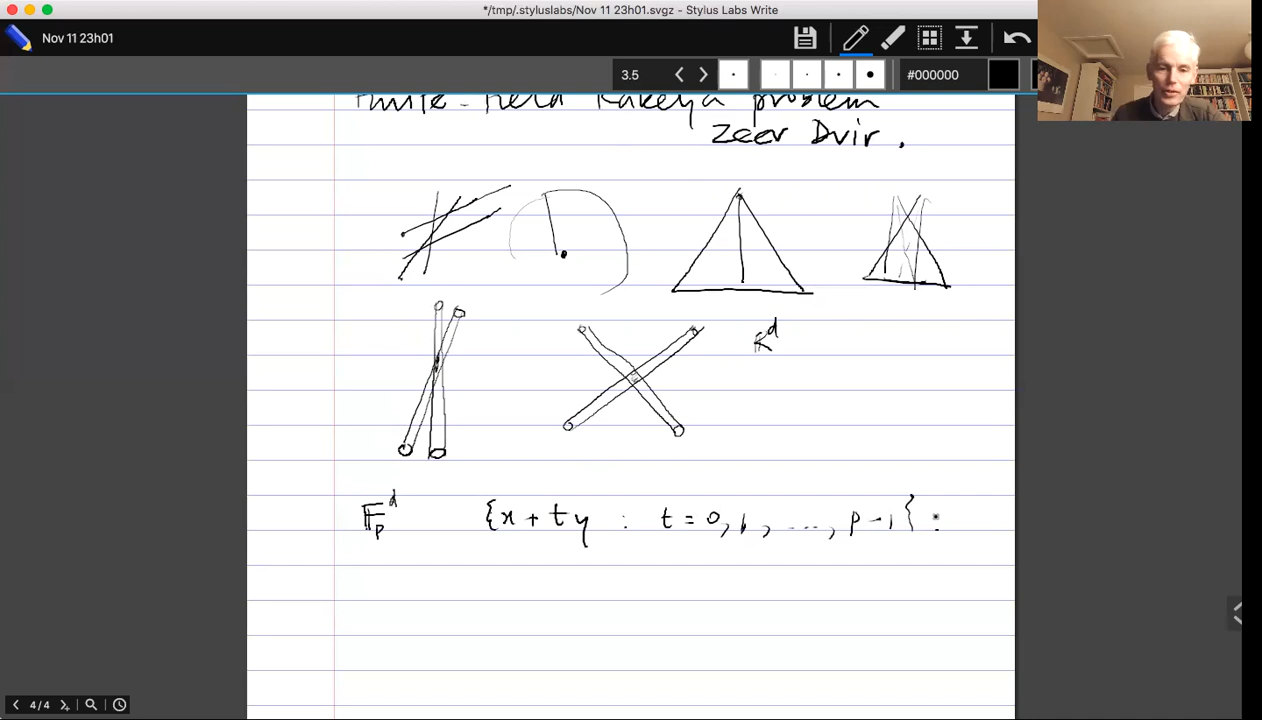 */tmp/.styluslabs/Nov 11 23h01.svgz - Stylus Labs Write
Nov 11 23h01
3.5
#000000
Finite-field Kakeya problem
Zeev Dvir.
ℝ^d
𝔽_p^d {x + ty : t = 0, 1, ..., p-1} :
4/4